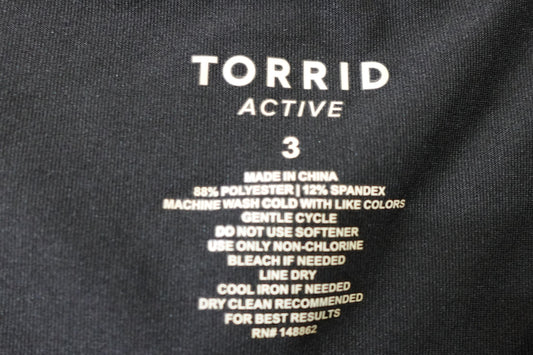 TORRID
ACTIVE
3
MADE IN CHINA
88% POLYESTER | 12% SPANDEX
MACHINE WASH COLD WITH LIKE COLORS
GENTLE CYCLE
DO NOT USE SOFTENER
USE ONLY NON-CHLORINE
BLEACH IF NEEDED
LINE DRY
COOL IRON IF NEEDED
DRY CLEAN RECOMMENDED
FOR BEST RESULTS
RN# 148862